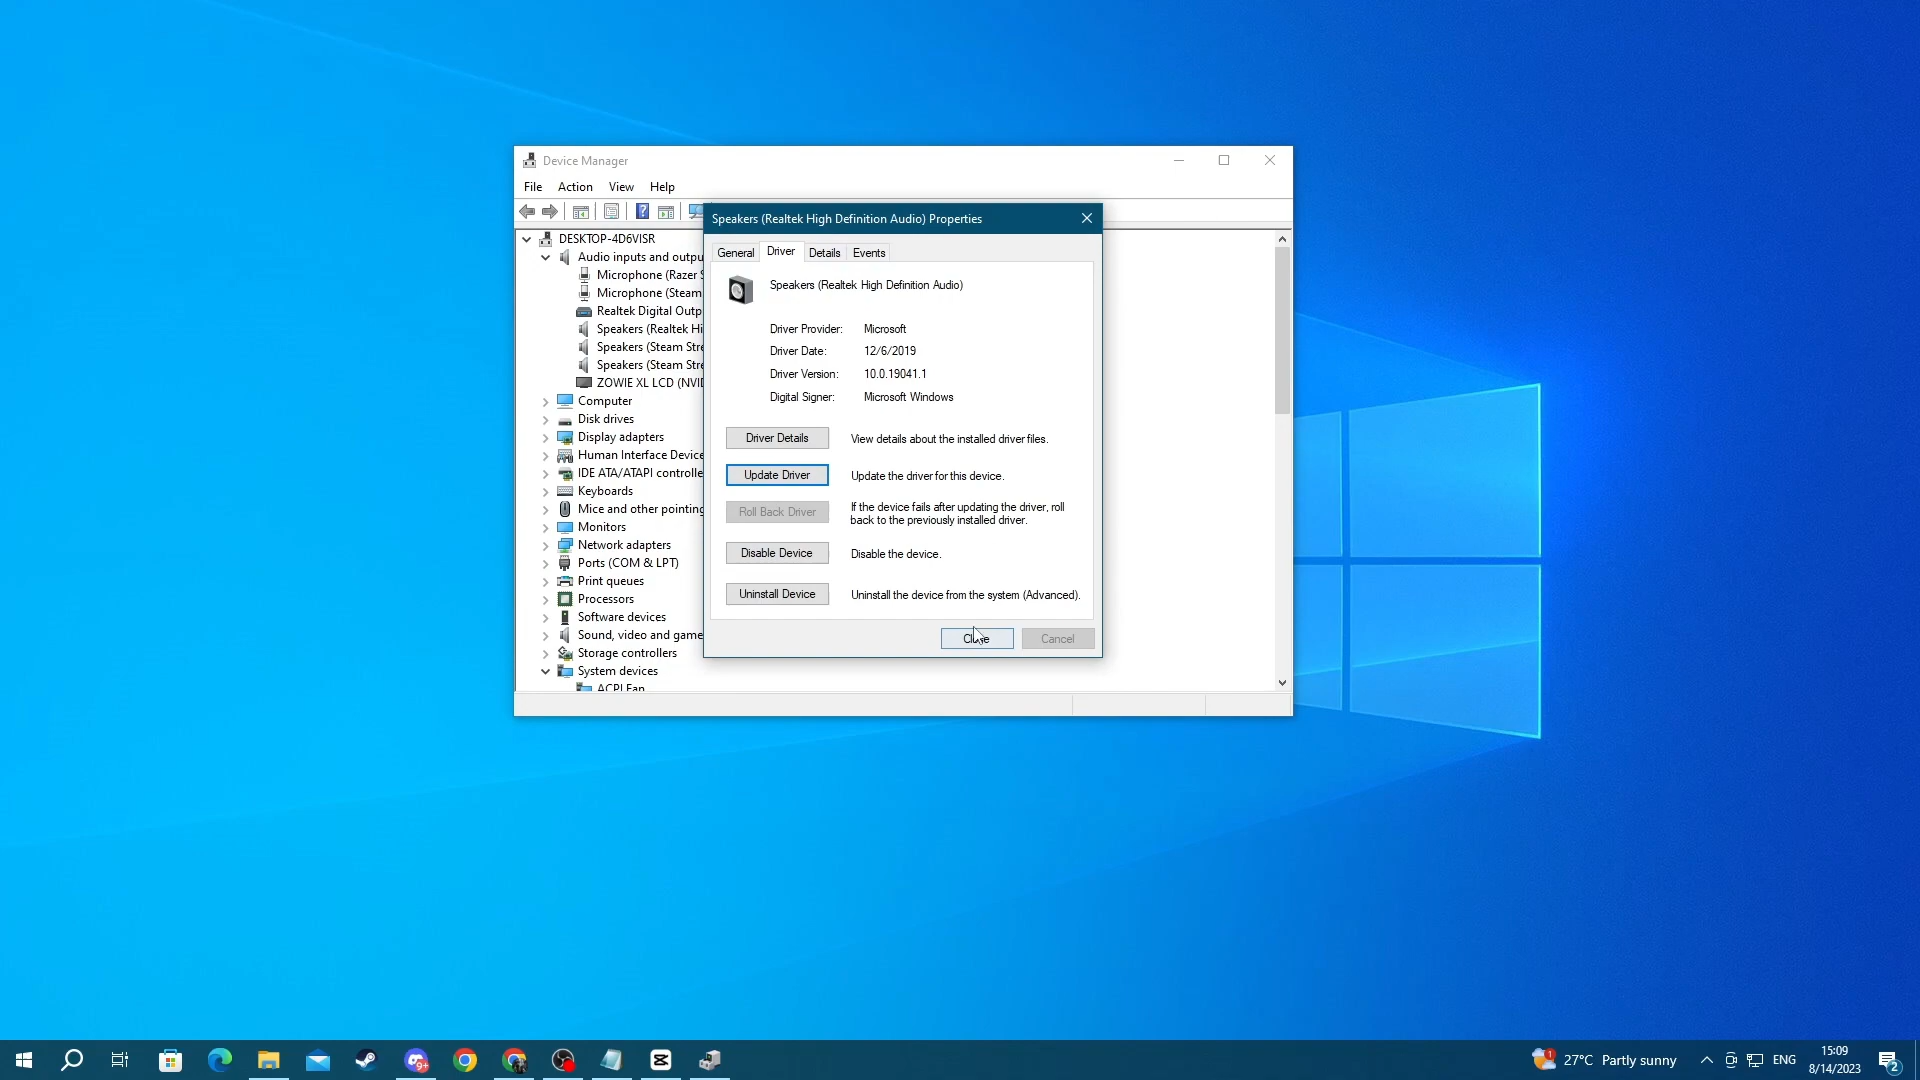 Device Manager
File Action View Help
Speakers (Realtek High Definition Audio) Properties
DESKTOP-4D6VISR
Audio inputs and outpu
Microphone (Razer S
Microphone (Steam
Realtek Digital Outp
Speakers (Realtek Hi
Speakers (Steam Stre
Speakers (Steam Stre
ZOWIE XL LCD (NVID
Computer
Disk drives
Display adapters
Human Interface Device
IDE ATA/ATAPI controlle
Keyboards
Mice and other pointing
Monitors
Network adapters
Ports (COM & LPT)
Print queues
Processors
Software devices
Sound, video and game
Storage controllers
System devices
ACPI Fan
General Driver Details Events
Speakers (Realtek High Definition Audio)
Driver Provider: Microsoft
Driver Date: 12/6/2019
Driver Version: 10.0.19041.1
Digital Signer: Microsoft Windows
Driver Details View details about the installed driver files.
Update Driver Update the driver for this device.
Roll Back Driver If the device fails after updating the driver, roll
back to the previously installed driver.
Disable Device Disable the device.
Uninstall Device Uninstall the device from the system (Advanced).
Close Cancel
9+
1 27°C Partly sunny ENG 15:09
8/14/2023 2